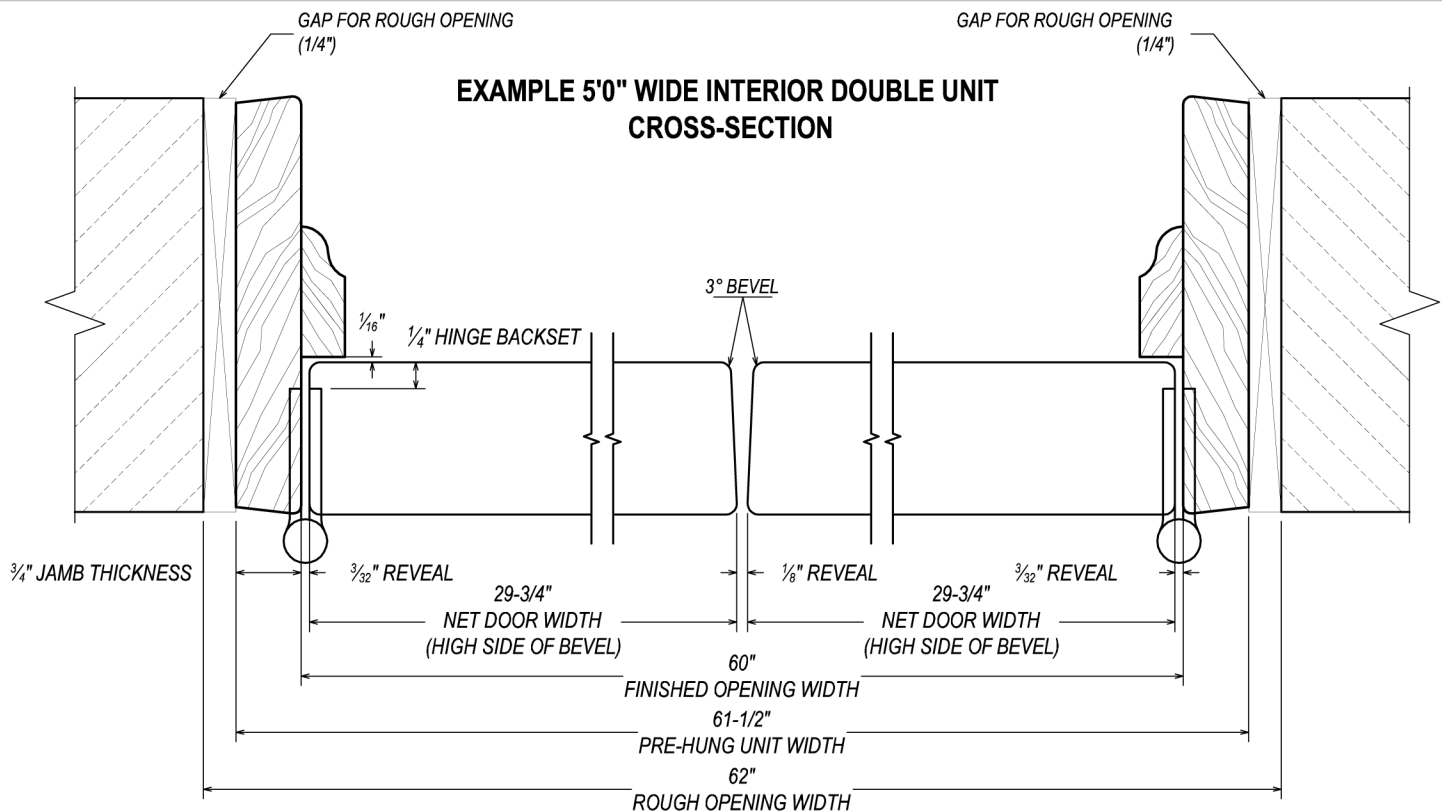 GAP FOR ROUGH OPENING
(1/4")
GAP FOR ROUGH OPENING
(1/4")
EXAMPLE 5'0" WIDE INTERIOR DOUBLE UNIT
CROSS-SECTION
3° BEVEL
1/16"
1/4" HINGE BACKSET
3/4" JAMB THICKNESS
3/32" REVEAL
1/8" REVEAL
3/32" REVEAL
29-3/4"
NET DOOR WIDTH
(HIGH SIDE OF BEVEL)
29-3/4"
NET DOOR WIDTH
(HIGH SIDE OF BEVEL)
60"
FINISHED OPENING WIDTH
61-1/2"
PRE-HUNG UNIT WIDTH
62"
ROUGH OPENING WIDTH